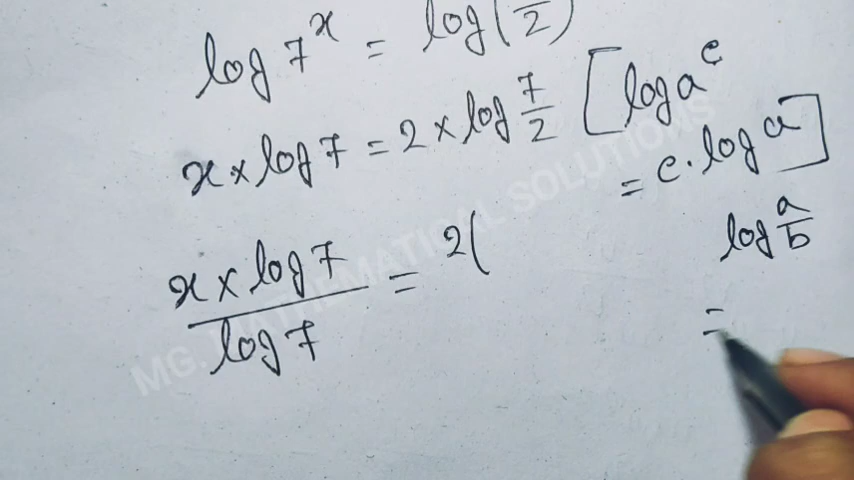 log 7^x = log(—/2)
x × log 7 = 2 × log 7/2 [log a^c
= c · log a]
log a/b
x × log 7 / log 7 = 2(
=
MG. MATHEMATICAL SOLUTIONS